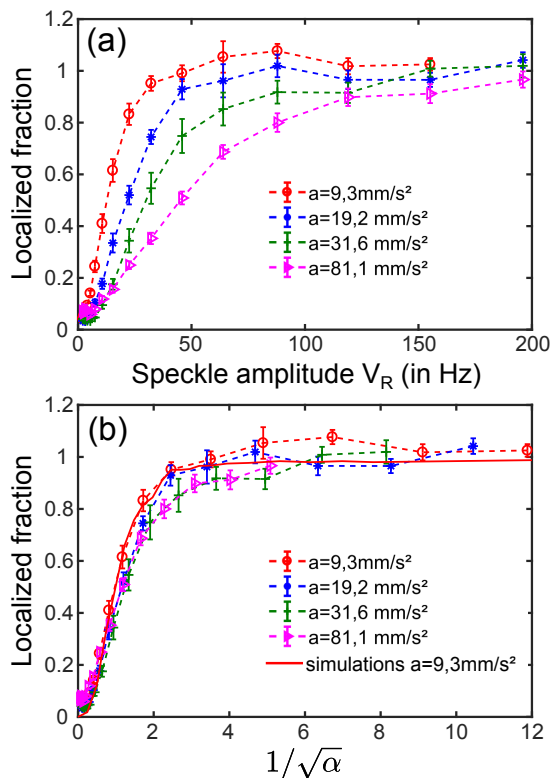 (a)
1.2
1
0.8
0.6
0.4
0.2
0
Localized fraction
a=9,3mm/s²
a=19,2 mm/s²
a=31,6 mm/s²
a=81,1 mm/s²
0 50 100 150 200
Speckle amplitude V_R (in Hz)
(b)
1.2
1
0.8
0.6
0.4
0.2
0
Localized fraction
a=9,3mm/s²
a=19,2 mm/s²
a=31,6 mm/s²
a=81,1 mm/s²
simulations a=9,3mm/s²
0 2 4 6 8 10 12
1/√α